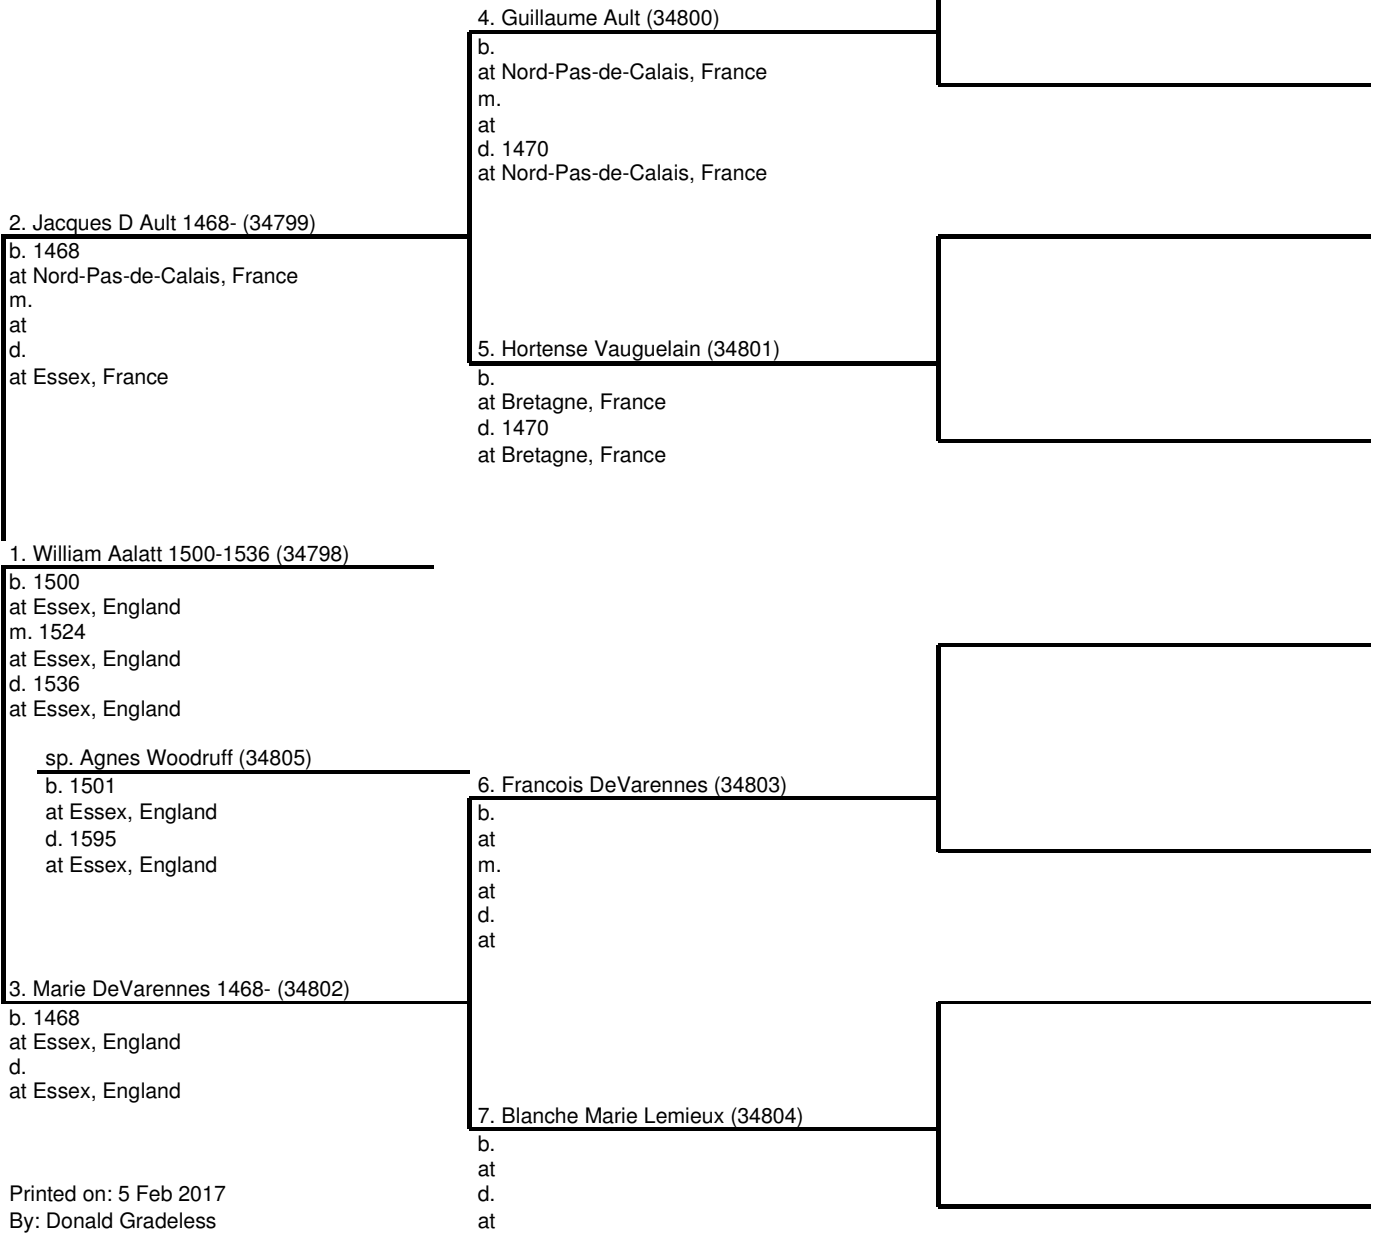 4. Guillaume Ault (34800)
b.
at Nord-Pas-de-Calais, France
m.
at
d. 1470
at Nord-Pas-de-Calais, France
2. Jacques D Ault 1468- (34799)
b. 1468
at Nord-Pas-de-Calais, France
m.
at
d.
at Essex, France
5. Hortense Vauguelain (34801)
b.
at Bretagne, France
d. 1470
at Bretagne, France
1. William Aalatt 1500-1536 (34798)
b. 1500
at Essex, England
m. 1524
at Essex, England
d. 1536
at Essex, England
sp. Agnes Woodruff (34805)
b. 1501
at Essex, England
d. 1595
at Essex, England
6. Francois DeVarennes (34803)
b.
at
m.
at
d.
at
3. Marie DeVarennes 1468- (34802)
b. 1468
at Essex, England
d.
at Essex, England
7. Blanche Marie Lemieux (34804)
b.
at
d.
at
Printed on: 5 Feb 2017
By: Donald Gradeless